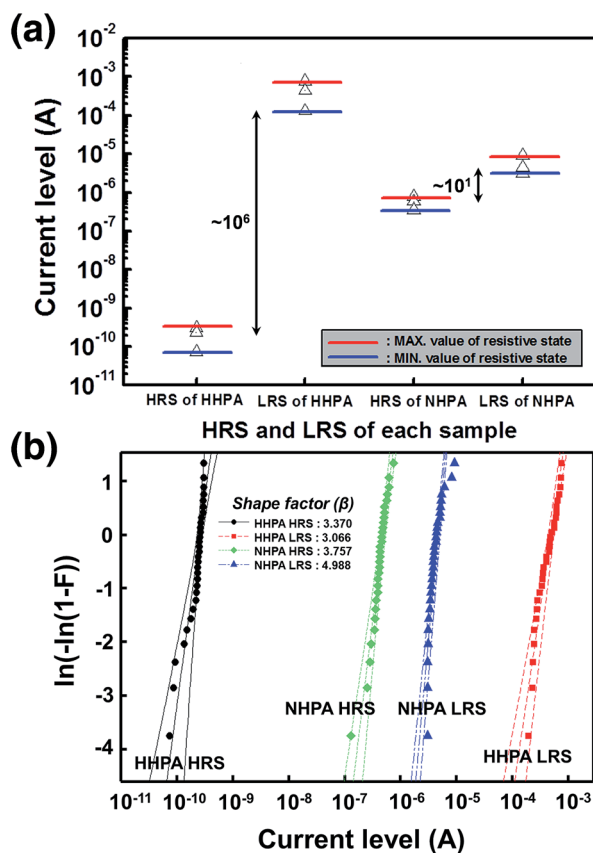 (a)
10^-2
10^-3
10^-4
10^-5
10^-6
10^-7
10^-8
10^-9
10^-10
10^-11
Current level (A)
~10^6
~10^1
: MAX. value of resistive state
: MIN. value of resistive state
HRS of HHPA LRS of HHPA HRS of NHPA LRS of NHPA
HRS and LRS of each sample
(b)
1
0
-1
-2
-3
-4
ln(-ln(1-F))
Shape factor (β)
HHPA HRS : 3.370
HHPA LRS : 3.066
NHPA HRS : 3.757
NHPA LRS : 4.988
NHPA HRS NHPA LRS
HHPA HRS HHPA LRS
10^-11 10^-10 10^-9 10^-8 10^-7 10^-6 10^-5 10^-4 10^-3
Current level (A)